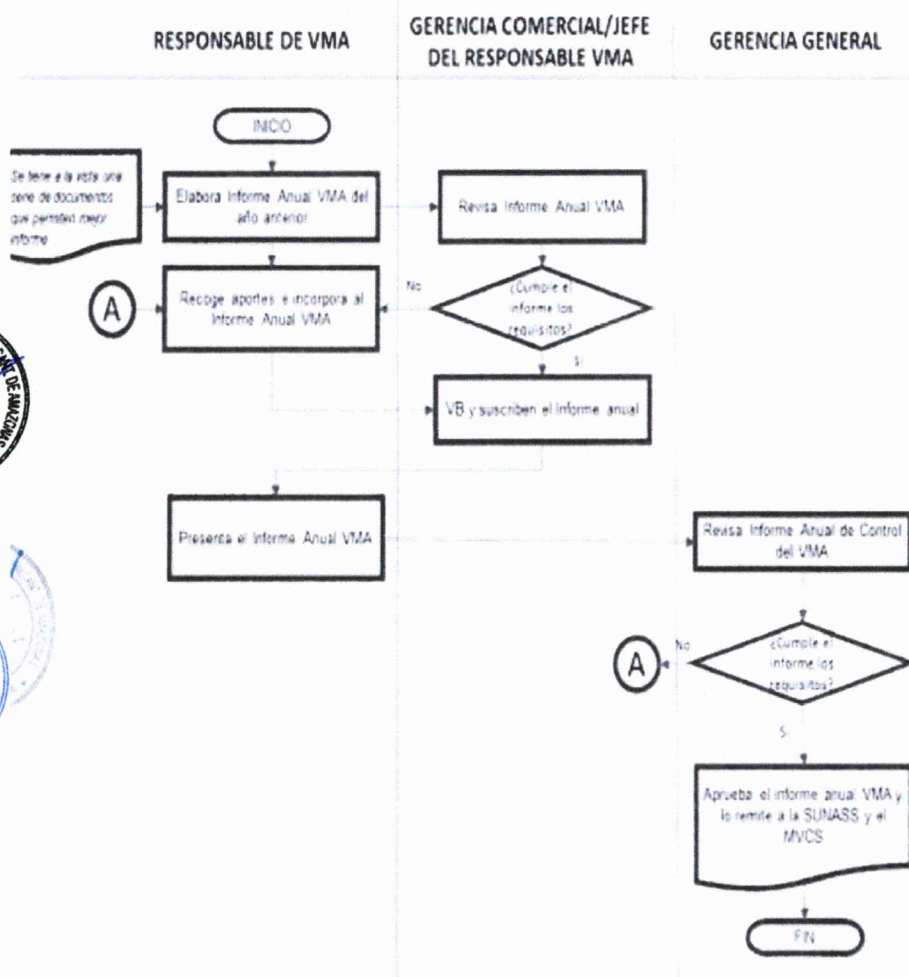 RESPONSABLE DE VMA
GERENCIA COMERCIAL/JEFE
DEL RESPONSABLE VMA
GERENCIA GENERAL
INICIO
Se tiene a la vista una
serie de documentos
que permiten mejor
informe
Elabora Informe Anual VMA del
año anterior
Revisa Informe Anual VMA
A
Recoge aportes e incorpora al
Informe Anual VMA
No
¿Cumple el
informe los
requisitos?
Si
VB y suscriben el Informe anual
Presenta el Informe Anual VMA
Revisa Informe Anual de Control
del VMA
A
No
¿Cumple el
informe los
requisitos?
Si
Aprueba el informe anual VMA y
lo remite a la SUNASS y el
MVCS
FIN
DE AMAZONAS